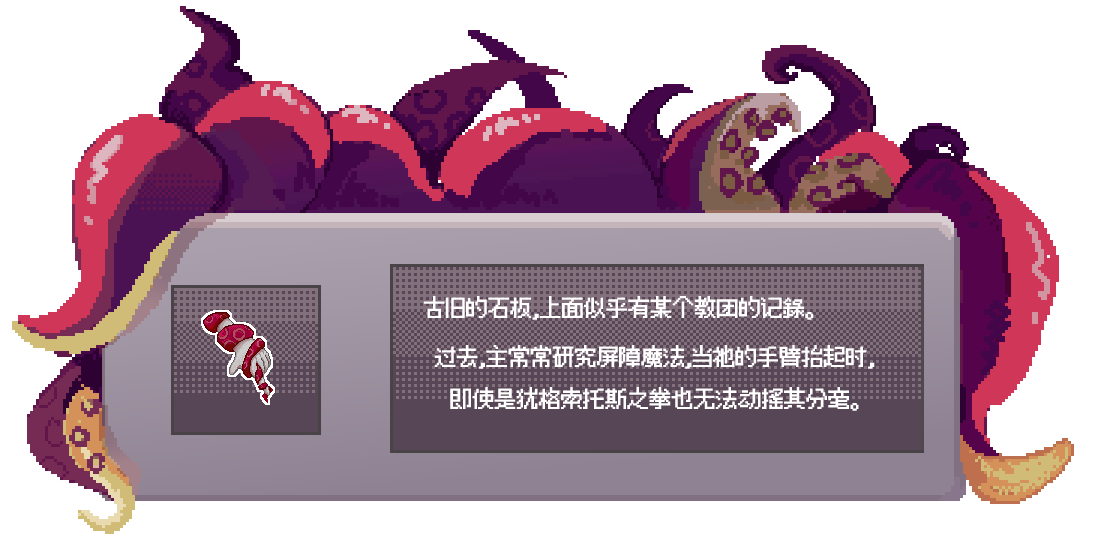 古旧的石板,上面似乎有某个教团的记録。
过去,主常常研究屏障魔法,当祂的手臂抬起时,
即使是犹格索托斯之拳也无法动摇其分毫。